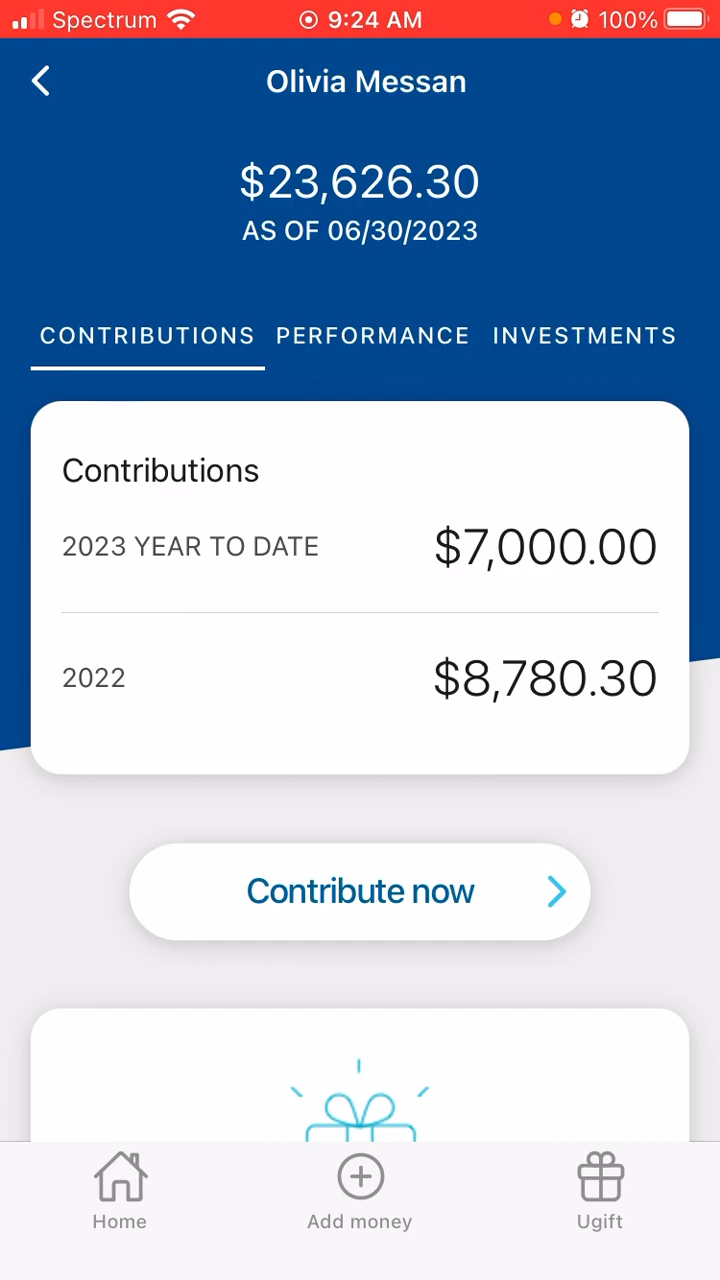 Spectrum 9:24 AM 100%
Olivia Messan
$23,626.30
AS OF 06/30/2023
CONTRIBUTIONS PERFORMANCE INVESTMENTS
Contributions
2023 YEAR TO DATE $7,000.00
2022 $8,780.30
Contribute now
Home Add money Ugift